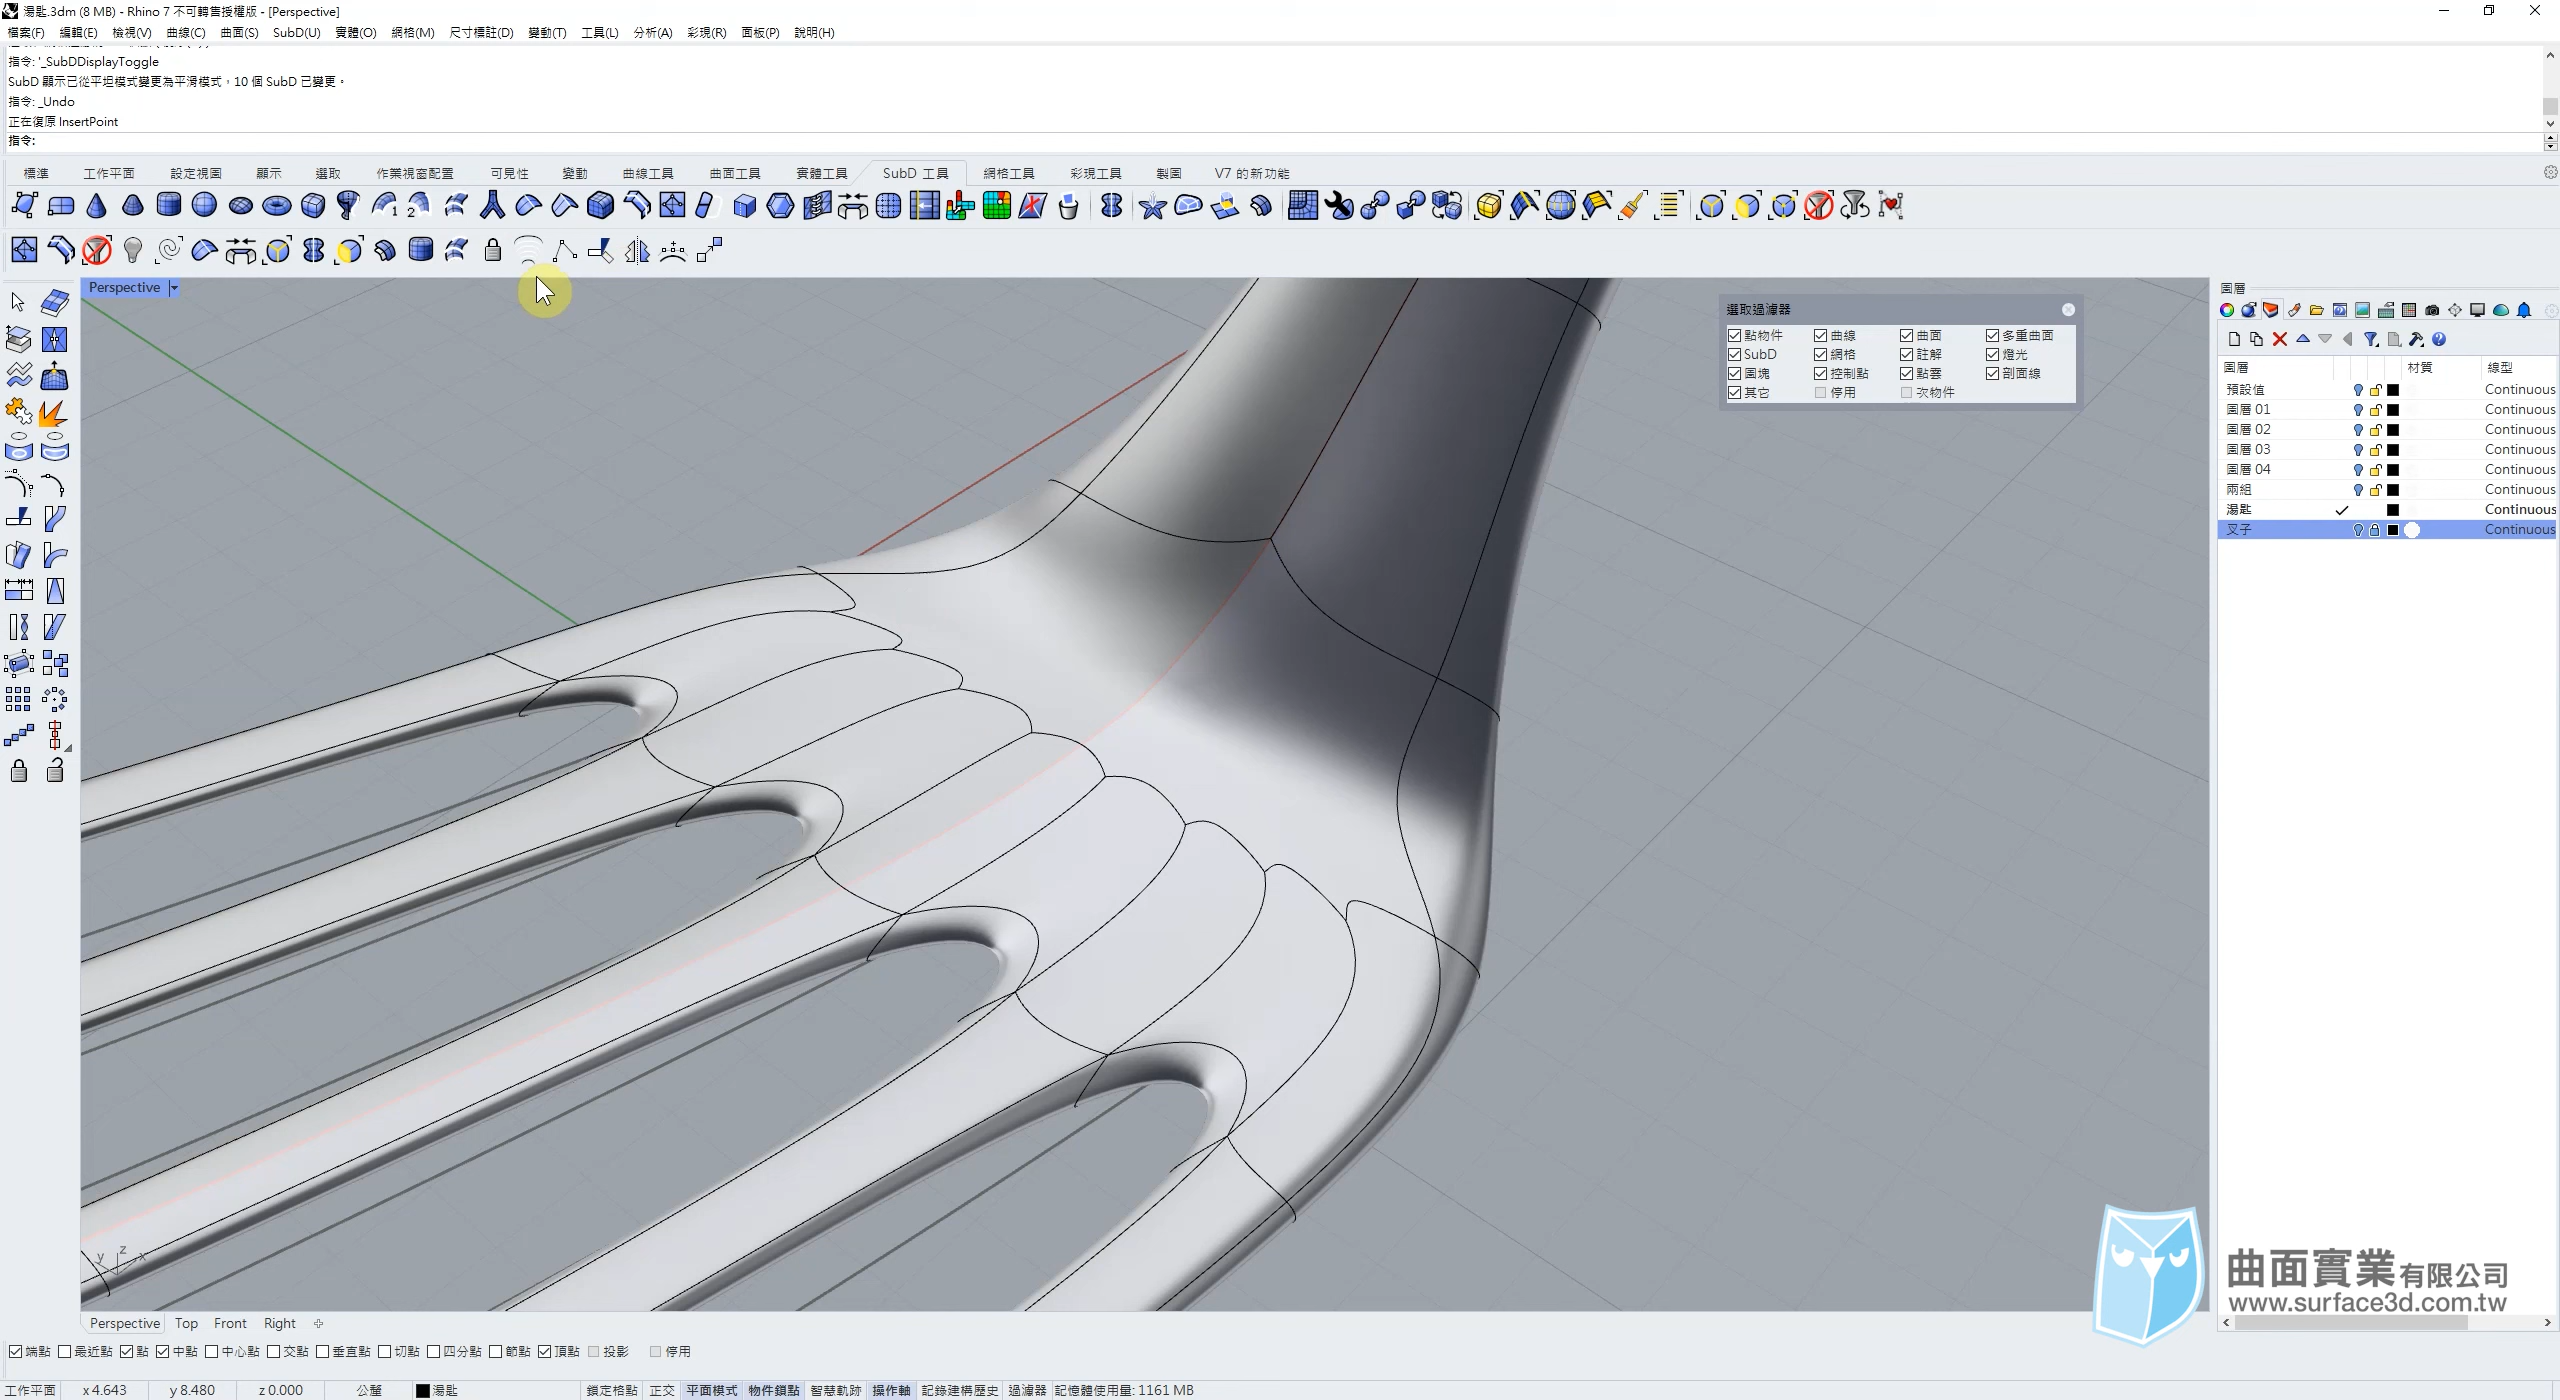 湯匙.3dm (8 MB) - Rhino 7 不可轉售授權版 - [Perspective]
檔案(F) 編輯(E) 檢視(V) 曲線(C) 曲面(S) SubD(U) 實體(O) 網格(M) 尺寸標註(D) 變動(T) 工具(L) 分析(A) 彩現(R) 面板(P) 說明(H)
指令: '_SubDDisplayToggle
SubD 顯示已從平坦模式變更為平滑模式，10 個 SubD 已變更。
指令: _Undo
正在復原 InsertPoint
指令:
標準 工作平面 設定視圖 顯示 選取 作業視窗配置 可見性 變動 曲線工具 曲面工具 實體工具 SubD 工具 網格工具 彩現工具 製圖 V7 的新功能
Perspective
選取過濾器
點物件 曲線 曲面 多重曲面
SubD 網格 註解 燈光
圖塊 控制點 點雲 剖面線
其它 停用 次物件
圖層
圖層 材質 線型
預設值 Continuous
圖層 01 Continuous
圖層 02 Continuous
圖層 03 Continuous
圖層 04 Continuous
兩組 Continuous
湯匙 Continuous
叉子 Continuous
z
y x
曲面實業有限公司
www.surface3d.com.tw
Perspective Top Front Right
端點 最近點 點 中點 中心點 交點 垂直點 切點 四分點 節點 頂點 投影 停用
工作平面 x 4.643 y 8.480 z 0.000 公釐 湯匙 鎖定格點 正交 平面模式 物件鎖點 智慧軌跡 操作軸 記錄建構歷史 過濾器 記憶體使用量: 1161 MB